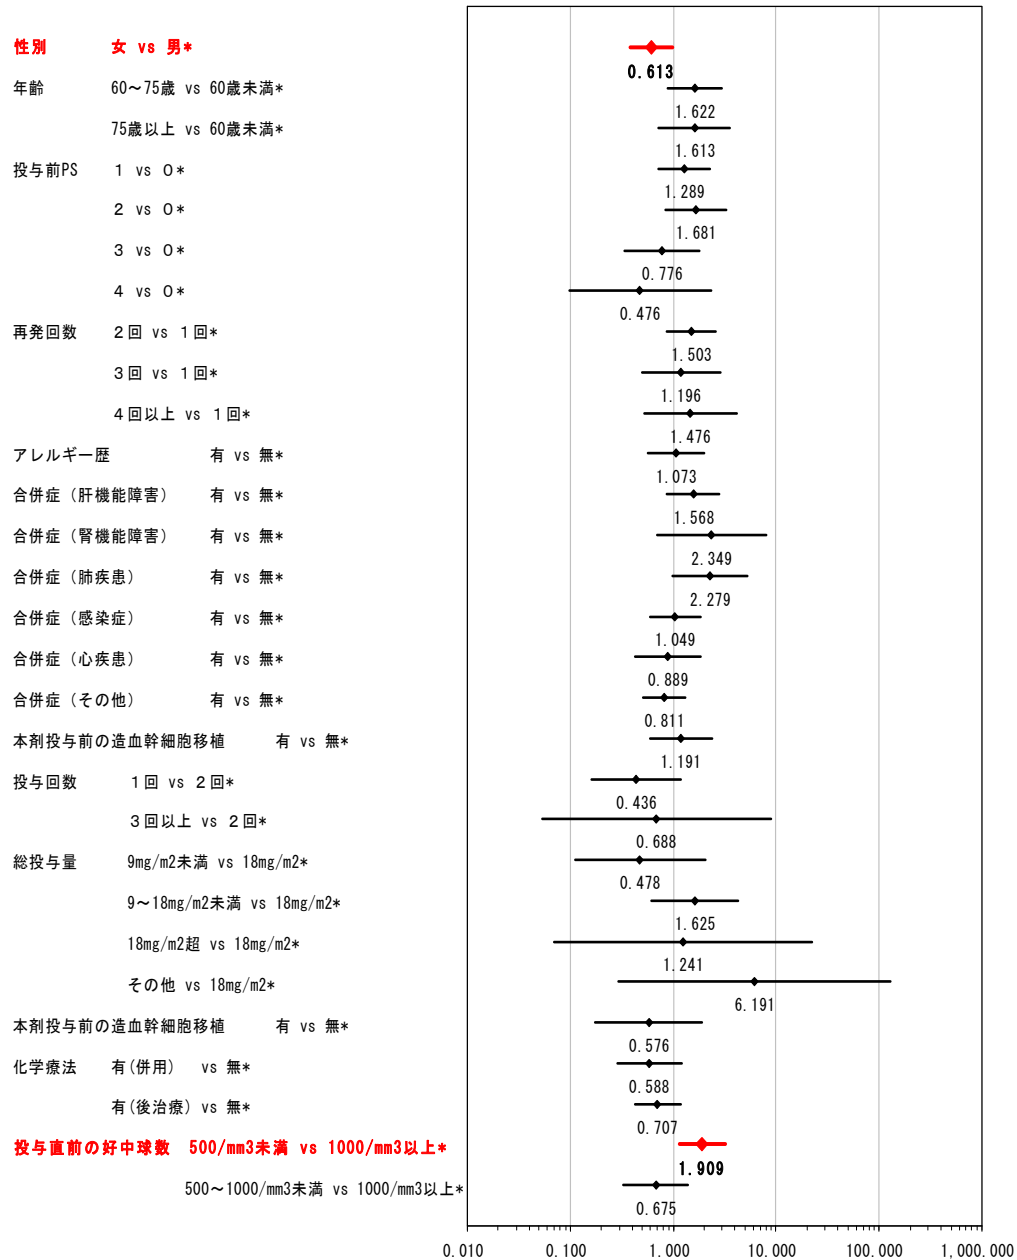 性別 女 vs 男*
0.613
年齢 60～75歳 vs 60歳未満*
1.622
75歳以上 vs 60歳未満*
1.613
投与前PS 1 vs 0*
1.289
2 vs 0*
1.681
3 vs 0*
0.776
4 vs 0*
0.476
再発回数 2回 vs 1回*
1.503
3回 vs 1回*
1.196
4回以上 vs 1回*
1.476
アレルギー歴 有 vs 無*
1.073
合併症（肝機能障害） 有 vs 無*
1.568
合併症（腎機能障害） 有 vs 無*
2.349
合併症（肺疾患） 有 vs 無*
2.279
合併症（感染症） 有 vs 無*
1.049
合併症（心疾患） 有 vs 無*
0.889
合併症（その他） 有 vs 無*
0.811
本剤投与前の造血幹細胞移植 有 vs 無*
1.191
投与回数 1回 vs 2回*
0.436
3回以上 vs 2回*
0.688
総投与量 9mg/m2未満 vs 18mg/m2*
0.478
9～18mg/m2未満 vs 18mg/m2*
1.625
18mg/m2超 vs 18mg/m2*
1.241
その他 vs 18mg/m2*
6.191
本剤投与前の造血幹細胞移植 有 vs 無*
0.576
化学療法 有(併用) vs 無*
0.588
有(後治療) vs 無*
0.707
投与直前の好中球数 500/mm3未満 vs 1000/mm3以上*
1.909
500～1000/mm3未満 vs 1000/mm3以上*
0.675
0.010 0.100 1.000 10.000 100.000 1,000.000